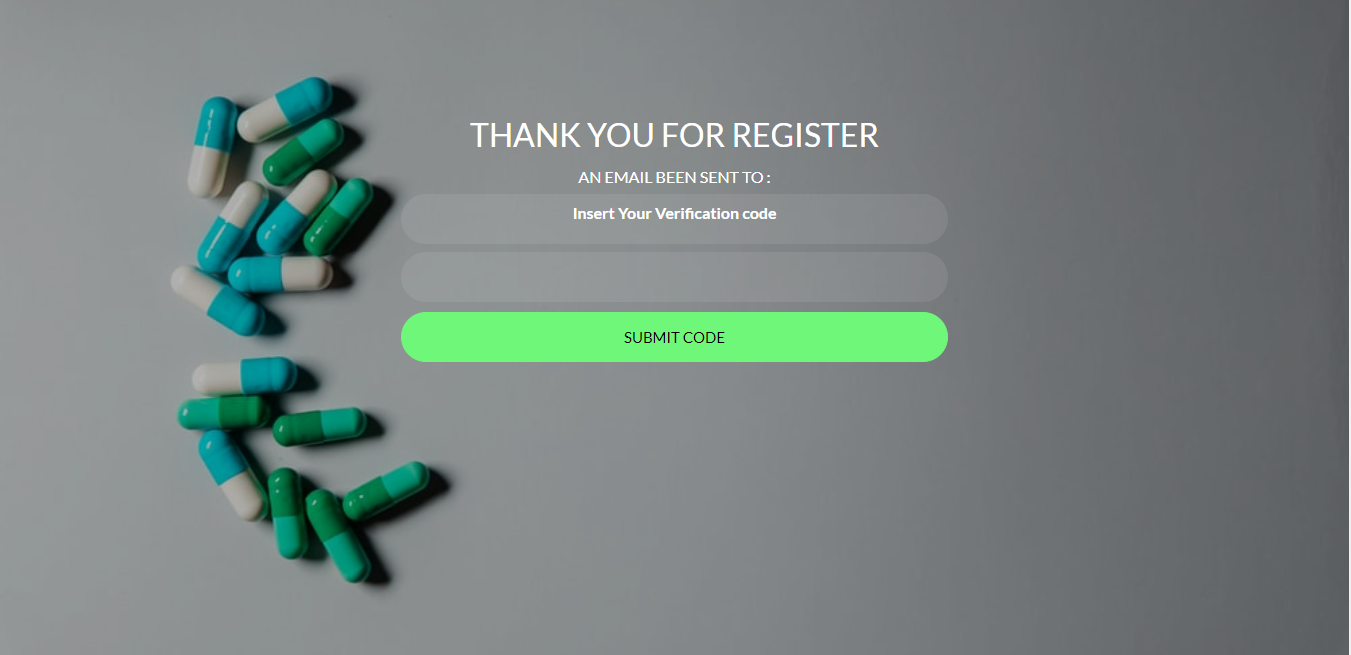 THANK YOU FOR REGISTER
AN EMAIL BEEN SENT TO :
Insert Your Verification code
SUBMIT CODE